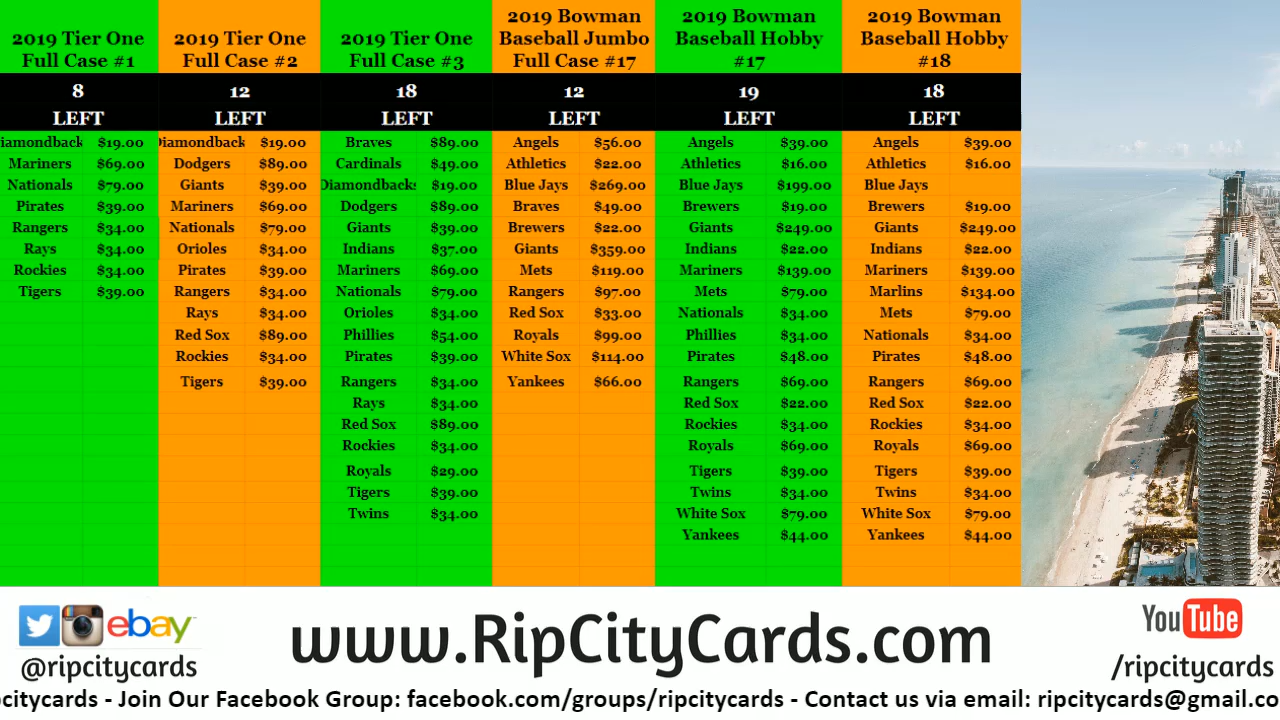 2019 Tier One
Full Case #1
8
LEFT
iamondback $19.00
Mariners $69.00
Nationals $79.00
Pirates $39.00
Rangers $34.00
Rays $34.00
Rockies $34.00
Tigers $39.00
2019 Tier One
Full Case #2
12
LEFT
Diamondback $19.00
Dodgers $89.00
Giants $39.00
Mariners $69.00
Nationals $79.00
Orioles $34.00
Pirates $39.00
Rangers $34.00
Rays $34.00
Red Sox $89.00
Rockies $34.00
Tigers $39.00
2019 Tier One
Full Case #3
18
LEFT
Braves $89.00
Cardinals $49.00
Diamondbacks $19.00
Dodgers $89.00
Giants $39.00
Indians $37.00
Mariners $69.00
Nationals $79.00
Orioles $34.00
Phillies $54.00
Pirates $39.00
Rangers $34.00
Rays $34.00
Red Sox $89.00
Rockies $34.00
Royals $29.00
Tigers $39.00
Twins $34.00
2019 Bowman
Baseball Jumbo
Full Case #17
12
LEFT
Angels $56.00
Athletics $22.00
Blue Jays $269.00
Braves $49.00
Brewers $22.00
Giants $359.00
Mets $119.00
Rangers $97.00
Red Sox $33.00
Royals $99.00
White Sox $114.00
Yankees $66.00
2019 Bowman
Baseball Hobby
#17
19
LEFT
Angels $39.00
Athletics $16.00
Blue Jays $199.00
Brewers $19.00
Giants $249.00
Indians $22.00
Mariners $139.00
Mets $79.00
Nationals $34.00
Phillies $34.00
Pirates $48.00
Rangers $69.00
Red Sox $22.00
Rockies $34.00
Royals $69.00
Tigers $39.00
Twins $34.00
White Sox $79.00
Yankees $44.00
2019 Bowman
Baseball Hobby
#18
18
LEFT
Angels $39.00
Athletics $16.00
Blue Jays
Brewers $19.00
Giants $249.00
Indians $22.00
Mariners $139.00
Marlins $134.00
Mets $79.00
Nationals $34.00
Pirates $48.00
Rangers $69.00
Red Sox $22.00
Rockies $34.00
Royals $69.00
Tigers $39.00
Twins $34.00
White Sox $79.00
Yankees $44.00
ebay
@ripcitycards
www.RipCityCards.com
YouTube
/ripcitycards
pcitycards - Join Our Facebook Group: facebook.com/groups/ripcitycards - Contact us via email: ripcitycards@gmail.co